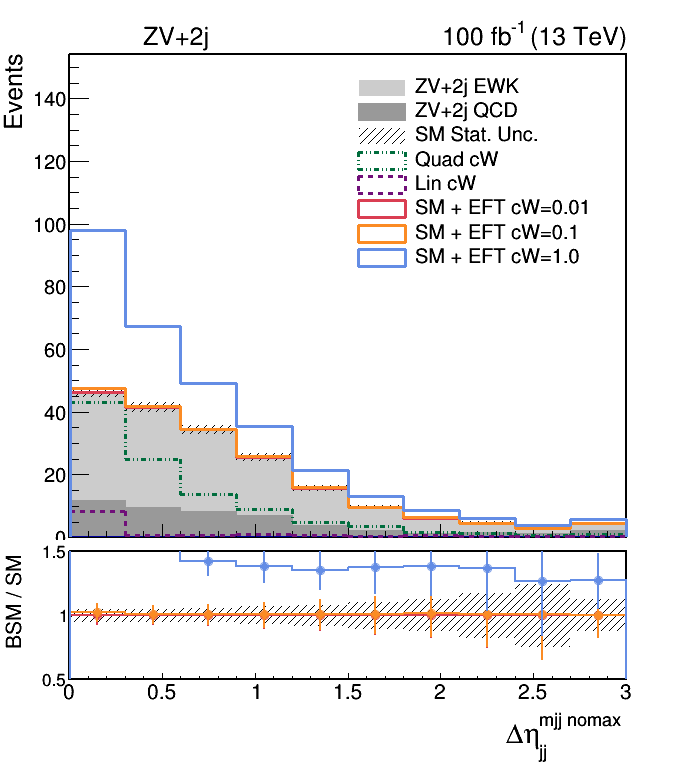 ZV+2j 100 fb⁻¹ (13 TeV)
Events
140
120
100
80
60
40
20
0
ZV+2j EWK
ZV+2j QCD
SM Stat. Unc.
Quad cW
Lin cW
SM + EFT cW=0.01
SM + EFT cW=0.1
SM + EFT cW=1.0
BSM / SM
1.5
1
0.5
0 0.5 1 1.5 2 2.5 3
Δη_jj^mjj nomax